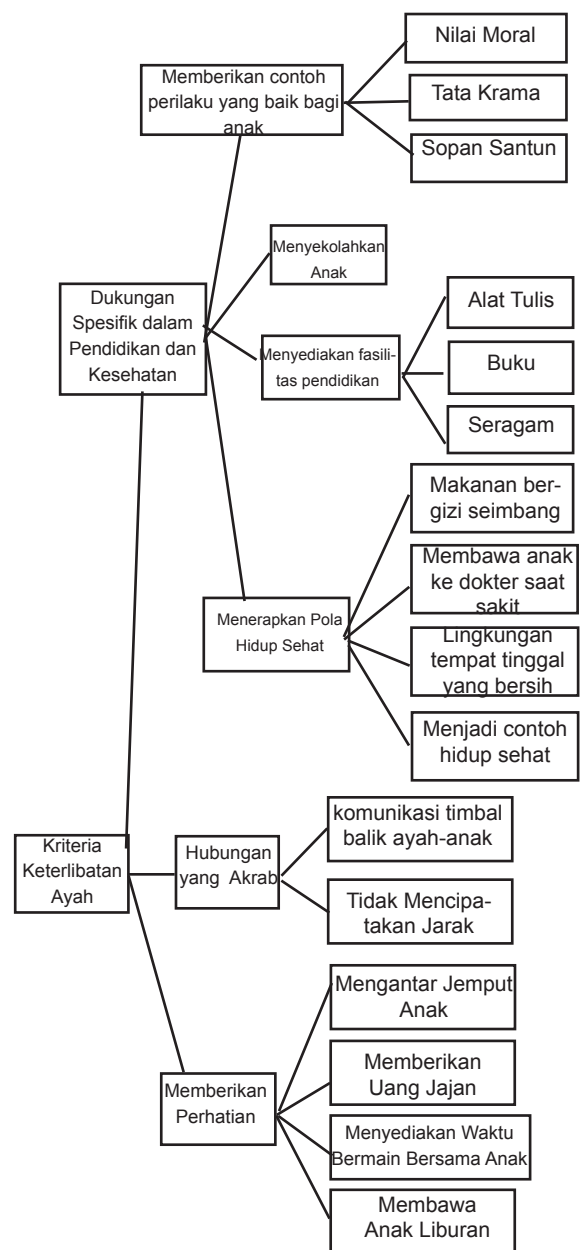 Nilai Moral
Memberikan contoh
perilaku yang baik bagi
anak
Tata Krama
Sopan Santun
Menyekolahkan
Anak
Dukungan
Spesifik dalam
Pendidikan dan
Kesehatan
Alat Tulis
Menyediakan fasili-
tas pendidikan
Buku
Seragam
Makanan ber-
gizi seimbang
Membawa anak
ke dokter saat
sakit
Menerapkan Pola
Hidup Sehat
Lingkungan
tempat tinggal
yang bersih
Menjadi contoh
hidup sehat
Kriteria
Keterlibatan
Ayah
Hubungan
yang Akrab
komunikasi timbal
balik ayah-anak
Tidak Mencipa-
takan Jarak
Mengantar Jemput
Anak
Memberikan
Uang Jajan
Memberikan
Perhatian
Menyediakan Waktu
Bermain Bersama Anak
Membawa
Anak Liburan